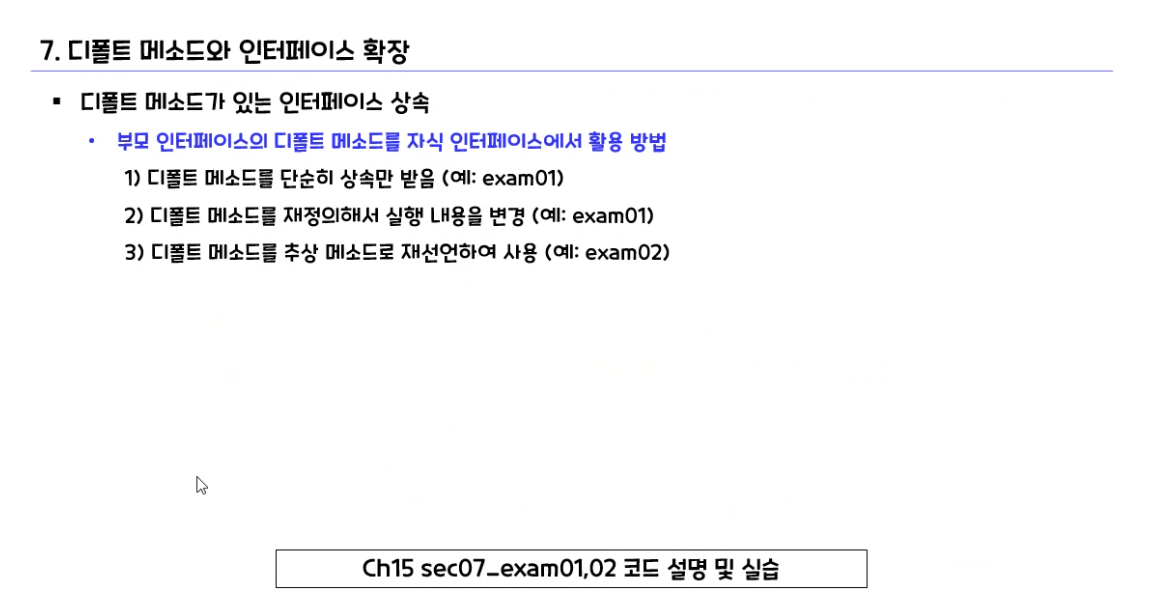 7. 디폴트 메소드와 인터페이스 확장
▪ 디폴트 메소드가 있는 인터페이스 상속
• 부모 인터페이스의 디폴트 메소드를 자식 인터페이스에서 활용 방법
1) 디폴트 메소드를 단순히 상속만 받음 (예: exam01)
2) 디폴트 메소드를 재정의해서 실행 내용을 변경 (예: exam01)
3) 디폴트 메소드를 추상 메소드로 재선언하여 사용 (예: exam02)
Ch15 sec07_exam01,02 코드 설명 및 실습